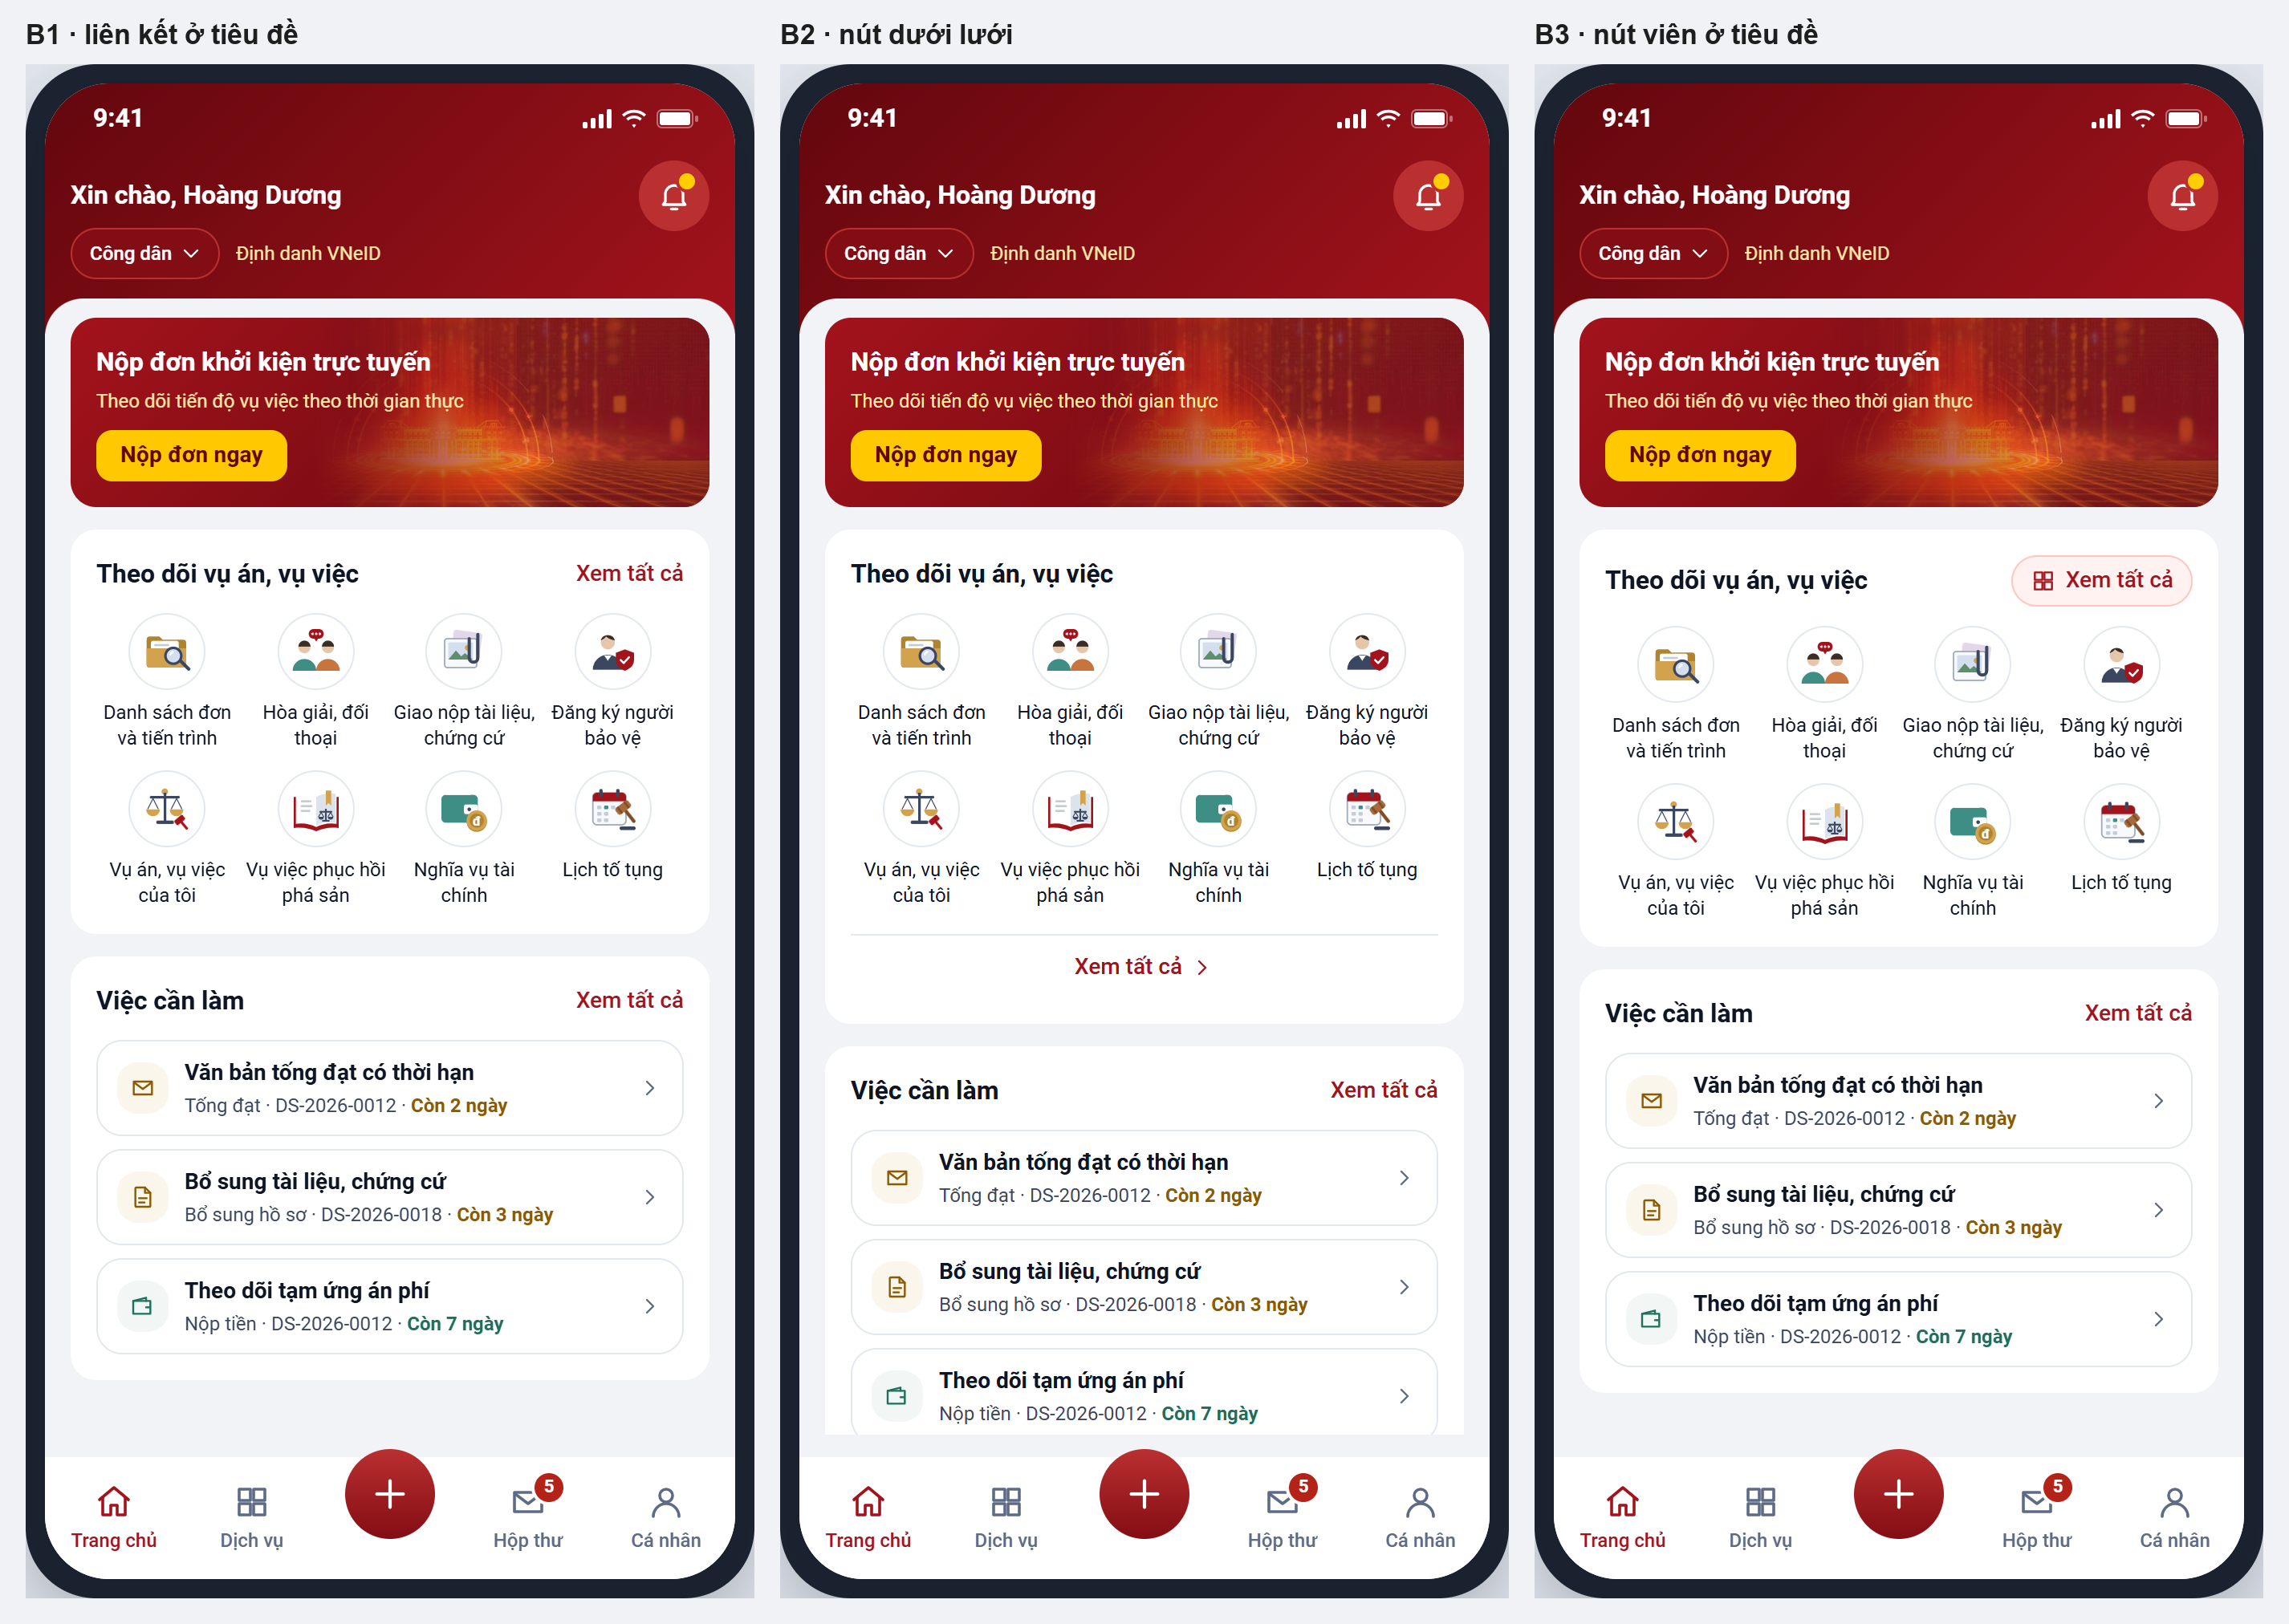 B1 · liên kết ở tiêu đề
9:41
Xin chào, Hoàng Dương
Công dân
Định danh VNeID
Nộp đơn khởi kiện trực tuyến
Theo dõi tiến độ vụ việc theo thời gian thực
Nộp đơn ngay
Theo dõi vụ án, vụ việc
Xem tất cả
Danh sách đơn
và tiến trình
Hòa giải, đối
thoại
Giao nộp tài liệu,
chứng cứ
Đăng ký người
bảo vệ
Vụ án, vụ việc
của tôi
Vụ việc phục hồi
phá sản
Nghĩa vụ tài
chính
Lịch tố tụng
Việc cần làm
Xem tất cả
Văn bản tống đạt có thời hạn
Tống đạt · DS-2026-0012 · Còn 2 ngày
Bổ sung tài liệu, chứng cứ
Bổ sung hồ sơ · DS-2026-0018 · Còn 3 ngày
Theo dõi tạm ứng án phí
Nộp tiền · DS-2026-0012 · Còn 7 ngày
Trang chủ
Dịch vụ
5
Hộp thư
Cá nhân
B2 · nút dưới lưới
9:41
Xin chào, Hoàng Dương
Công dân
Định danh VNeID
Nộp đơn khởi kiện trực tuyến
Theo dõi tiến độ vụ việc theo thời gian thực
Nộp đơn ngay
Theo dõi vụ án, vụ việc
Danh sách đơn
và tiến trình
Hòa giải, đối
thoại
Giao nộp tài liệu,
chứng cứ
Đăng ký người
bảo vệ
Vụ án, vụ việc
của tôi
Vụ việc phục hồi
phá sản
Nghĩa vụ tài
chính
Lịch tố tụng
Xem tất cả
Việc cần làm
Xem tất cả
Văn bản tống đạt có thời hạn
Tống đạt · DS-2026-0012 · Còn 2 ngày
Bổ sung tài liệu, chứng cứ
Bổ sung hồ sơ · DS-2026-0018 · Còn 3 ngày
Theo dõi tạm ứng án phí
Nộp tiền · DS-2026-0012 · Còn 7 ngày
Trang chủ
Dịch vụ
5
Hộp thư
Cá nhân
B3 · nút viên ở tiêu đề
9:41
Xin chào, Hoàng Dương
Công dân
Định danh VNeID
Nộp đơn khởi kiện trực tuyến
Theo dõi tiến độ vụ việc theo thời gian thực
Nộp đơn ngay
Theo dõi vụ án, vụ việc
Xem tất cả
Danh sách đơn
và tiến trình
Hòa giải, đối
thoại
Giao nộp tài liệu,
chứng cứ
Đăng ký người
bảo vệ
Vụ án, vụ việc
của tôi
Vụ việc phục hồi
phá sản
Nghĩa vụ tài
chính
Lịch tố tụng
Việc cần làm
Xem tất cả
Văn bản tống đạt có thời hạn
Tống đạt · DS-2026-0012 · Còn 2 ngày
Bổ sung tài liệu, chứng cứ
Bổ sung hồ sơ · DS-2026-0018 · Còn 3 ngày
Theo dõi tạm ứng án phí
Nộp tiền · DS-2026-0012 · Còn 7 ngày
Trang chủ
Dịch vụ
5
Hộp thư
Cá nhân